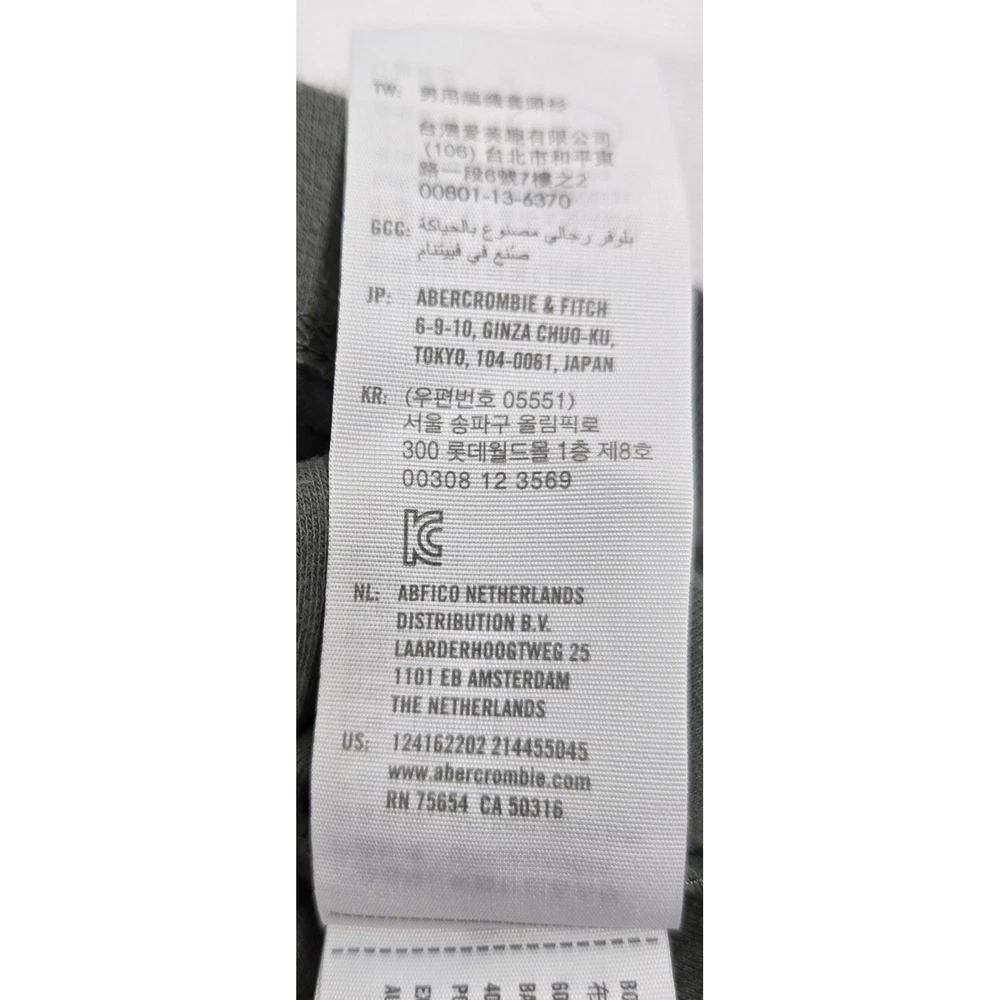 TW: 男用編織套頭衫
台灣愛芙趣有限公司
(106) 台北市和平東
路一段6號7樓之2
00801-13-6370
GCG: بلوفر رجالي مصنوع بالحياكة
صنع في فييتنام
JP: ABERCROMBIE & FITCH
6-9-10, GINZA CHUO-KU,
TOKYO, 104-0061, JAPAN
KR: (우편번호 05551)
서울 송파구 올림픽로
300 롯데월드몰 1층 제8호
00308 12 3569
KC
NL: ABFICO NETHERLANDS
DISTRIBUTION B.V.
LAARDERHOOGTWEG 25
1101 EB AMSTERDAM
THE NETHERLANDS
US: 124162202 214455045
www.abercrombie.com
RN 75654 CA 50316